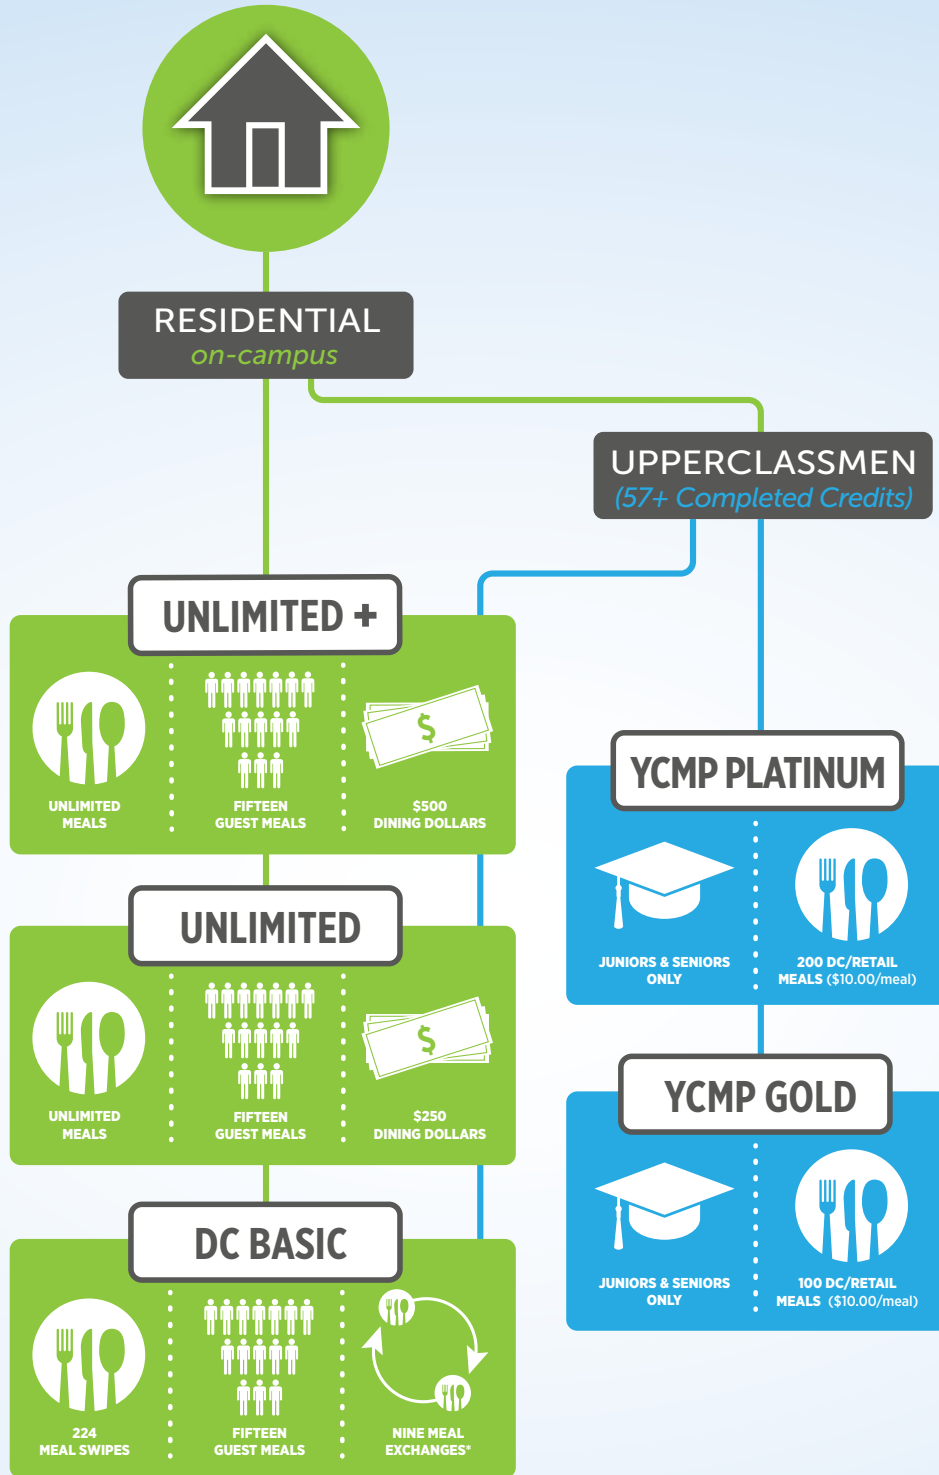 RESIDENTIAL
on-campus
UPPERCLASSMEN
(57+ Completed Credits)
UNLIMITED +
UNLIMITED
MEALS
FIFTEEN
GUEST MEALS
$
$500
DINING DOLLARS
UNLIMITED
UNLIMITED
MEALS
FIFTEEN
GUEST MEALS
$
$250
DINING DOLLARS
DC BASIC
224
MEAL SWIPES
FIFTEEN
GUEST MEALS
NINE MEAL
EXCHANGES*
YCMP PLATINUM
JUNIORS & SENIORS
ONLY
200 DC/RETAIL
MEALS ($10.00/meal)
YCMP GOLD
JUNIORS & SENIORS
ONLY
100 DC/RETAIL
MEALS ($10.00/meal)